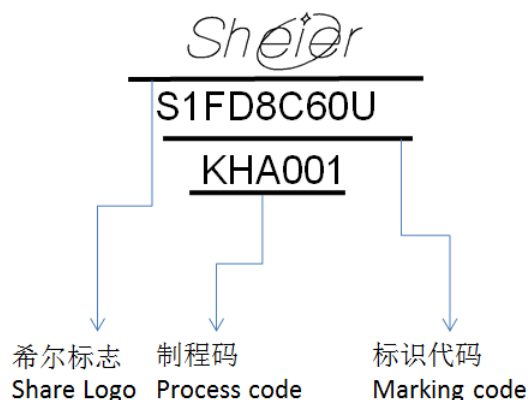 Sheier
S1FD8C60U
KHA001
希尔标志 制程码 标识代码
Share Logo Process code Marking code